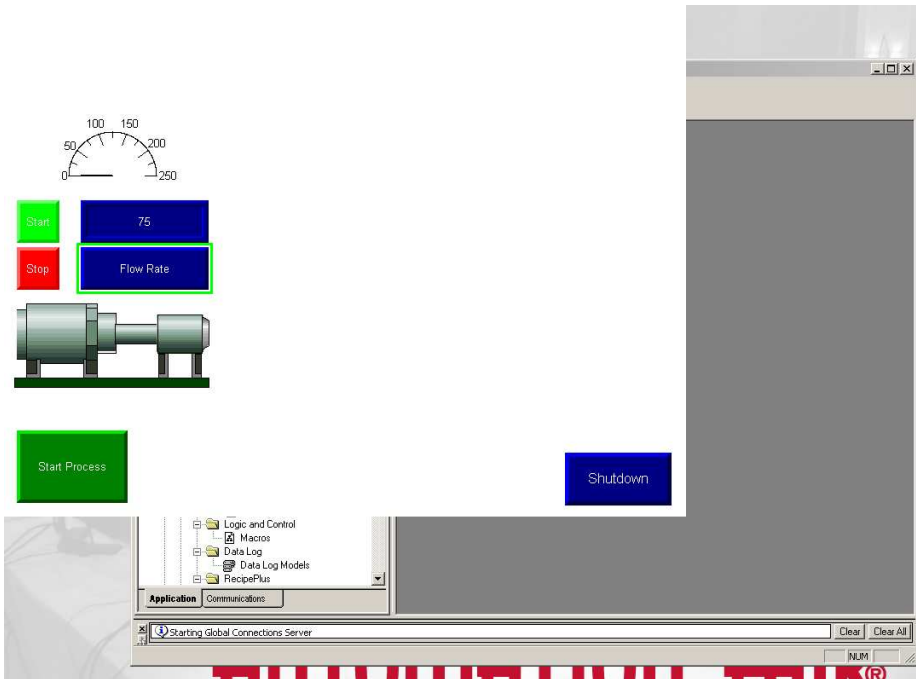 100 150
50 200
0 250
Start 75
Stop Flow Rate
Start Process
Shutdown
Logic and Control
Macros
Data Log
Data Log Models
RecipePlus
Application Communications
Starting Global Connections Server Clear Clear All
NUM
®